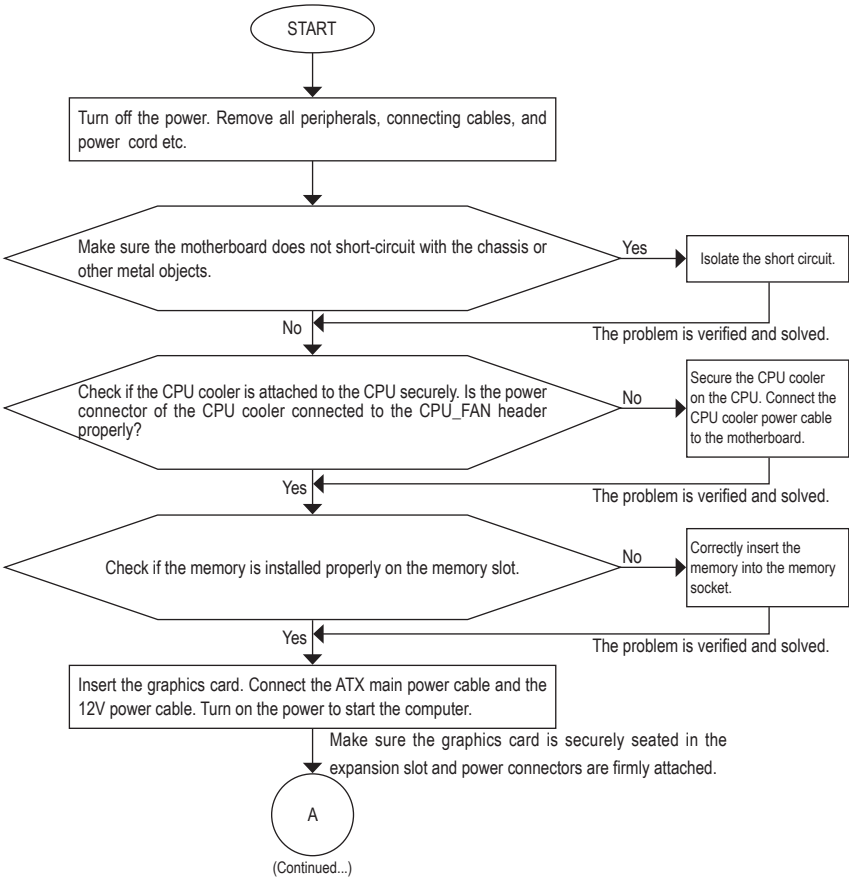 START
Turn off the power. Remove all peripherals, connecting cables, and
power cord etc.
Make sure the motherboard does not short-circuit with the chassis or
other metal objects.
Yes
Isolate the short circuit.
No
The problem is verified and solved.
Check if the CPU cooler is attached to the CPU securely. Is the power
connector of the CPU cooler connected to the CPU_FAN header
properly?
No
Secure the CPU cooler
on the CPU. Connect the
CPU cooler power cable
to the motherboard.
Yes
The problem is verified and solved.
Check if the memory is installed properly on the memory slot.
No
Correctly insert the
memory into the memory
socket.
Yes
The problem is verified and solved.
Insert the graphics card. Connect the ATX main power cable and the
12V power cable. Turn on the power to start the computer.
Make sure the graphics card is securely seated in the
expansion slot and power connectors are firmly attached.
A
(Continued...)